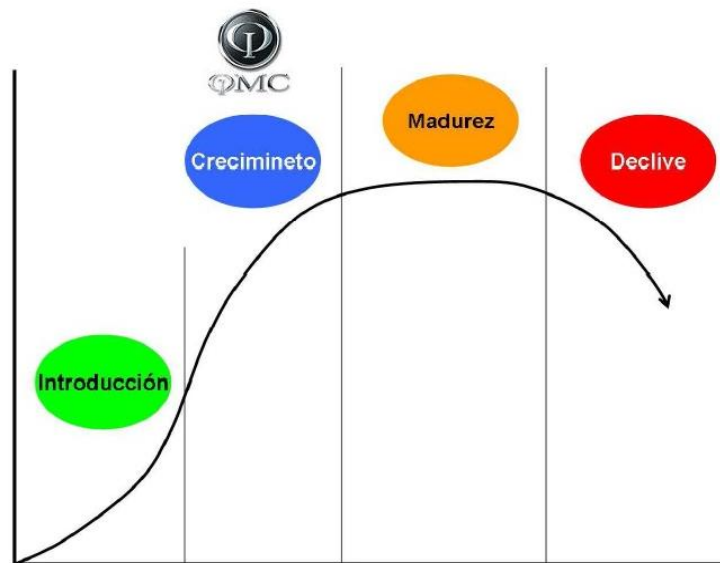 QMC
Crecimineto
Madurez
Declive
Introducción